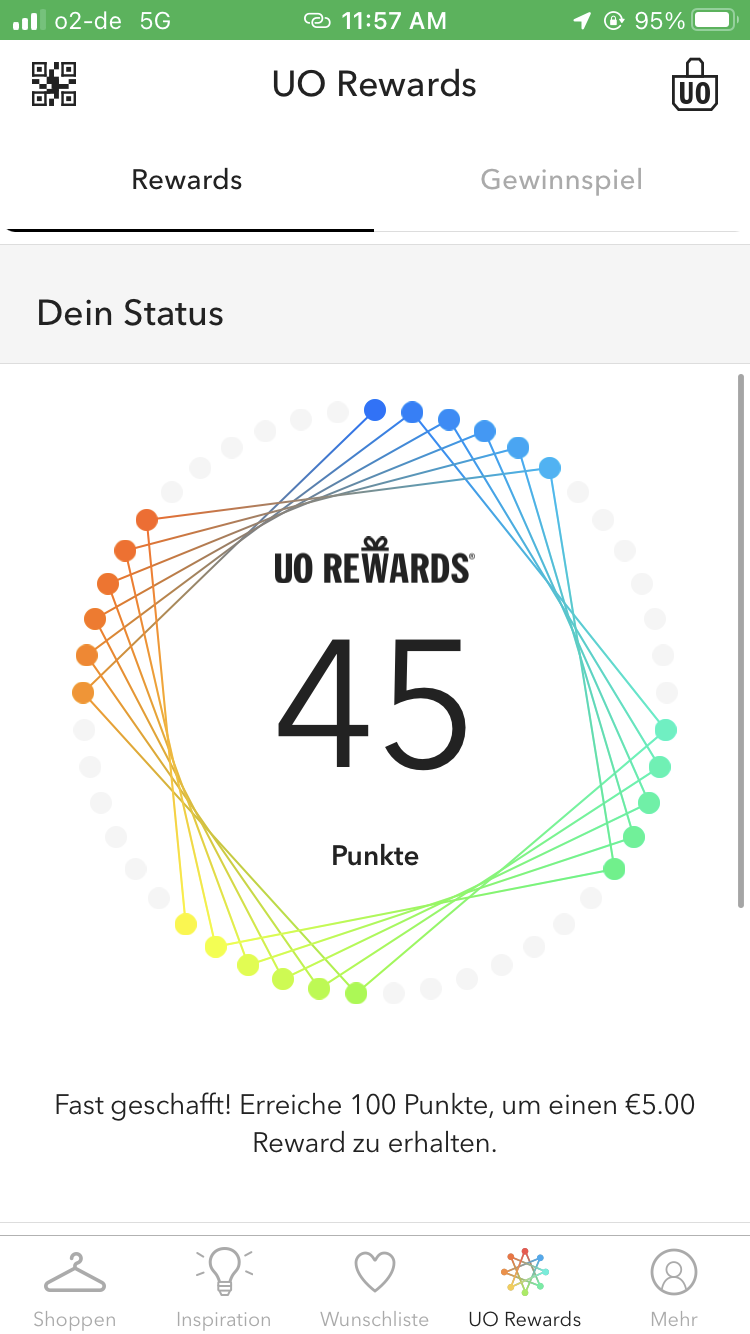 o2-de 5G 11:57 AM 95%
UO Rewards UO
Rewards Gewinnspiel
Dein Status
UO REWARDS®
45
Punkte
Fast geschafft! Erreiche 100 Punkte, um einen €5.00
Reward zu erhalten.
Shoppen Inspiration Wunschliste UO Rewards Mehr